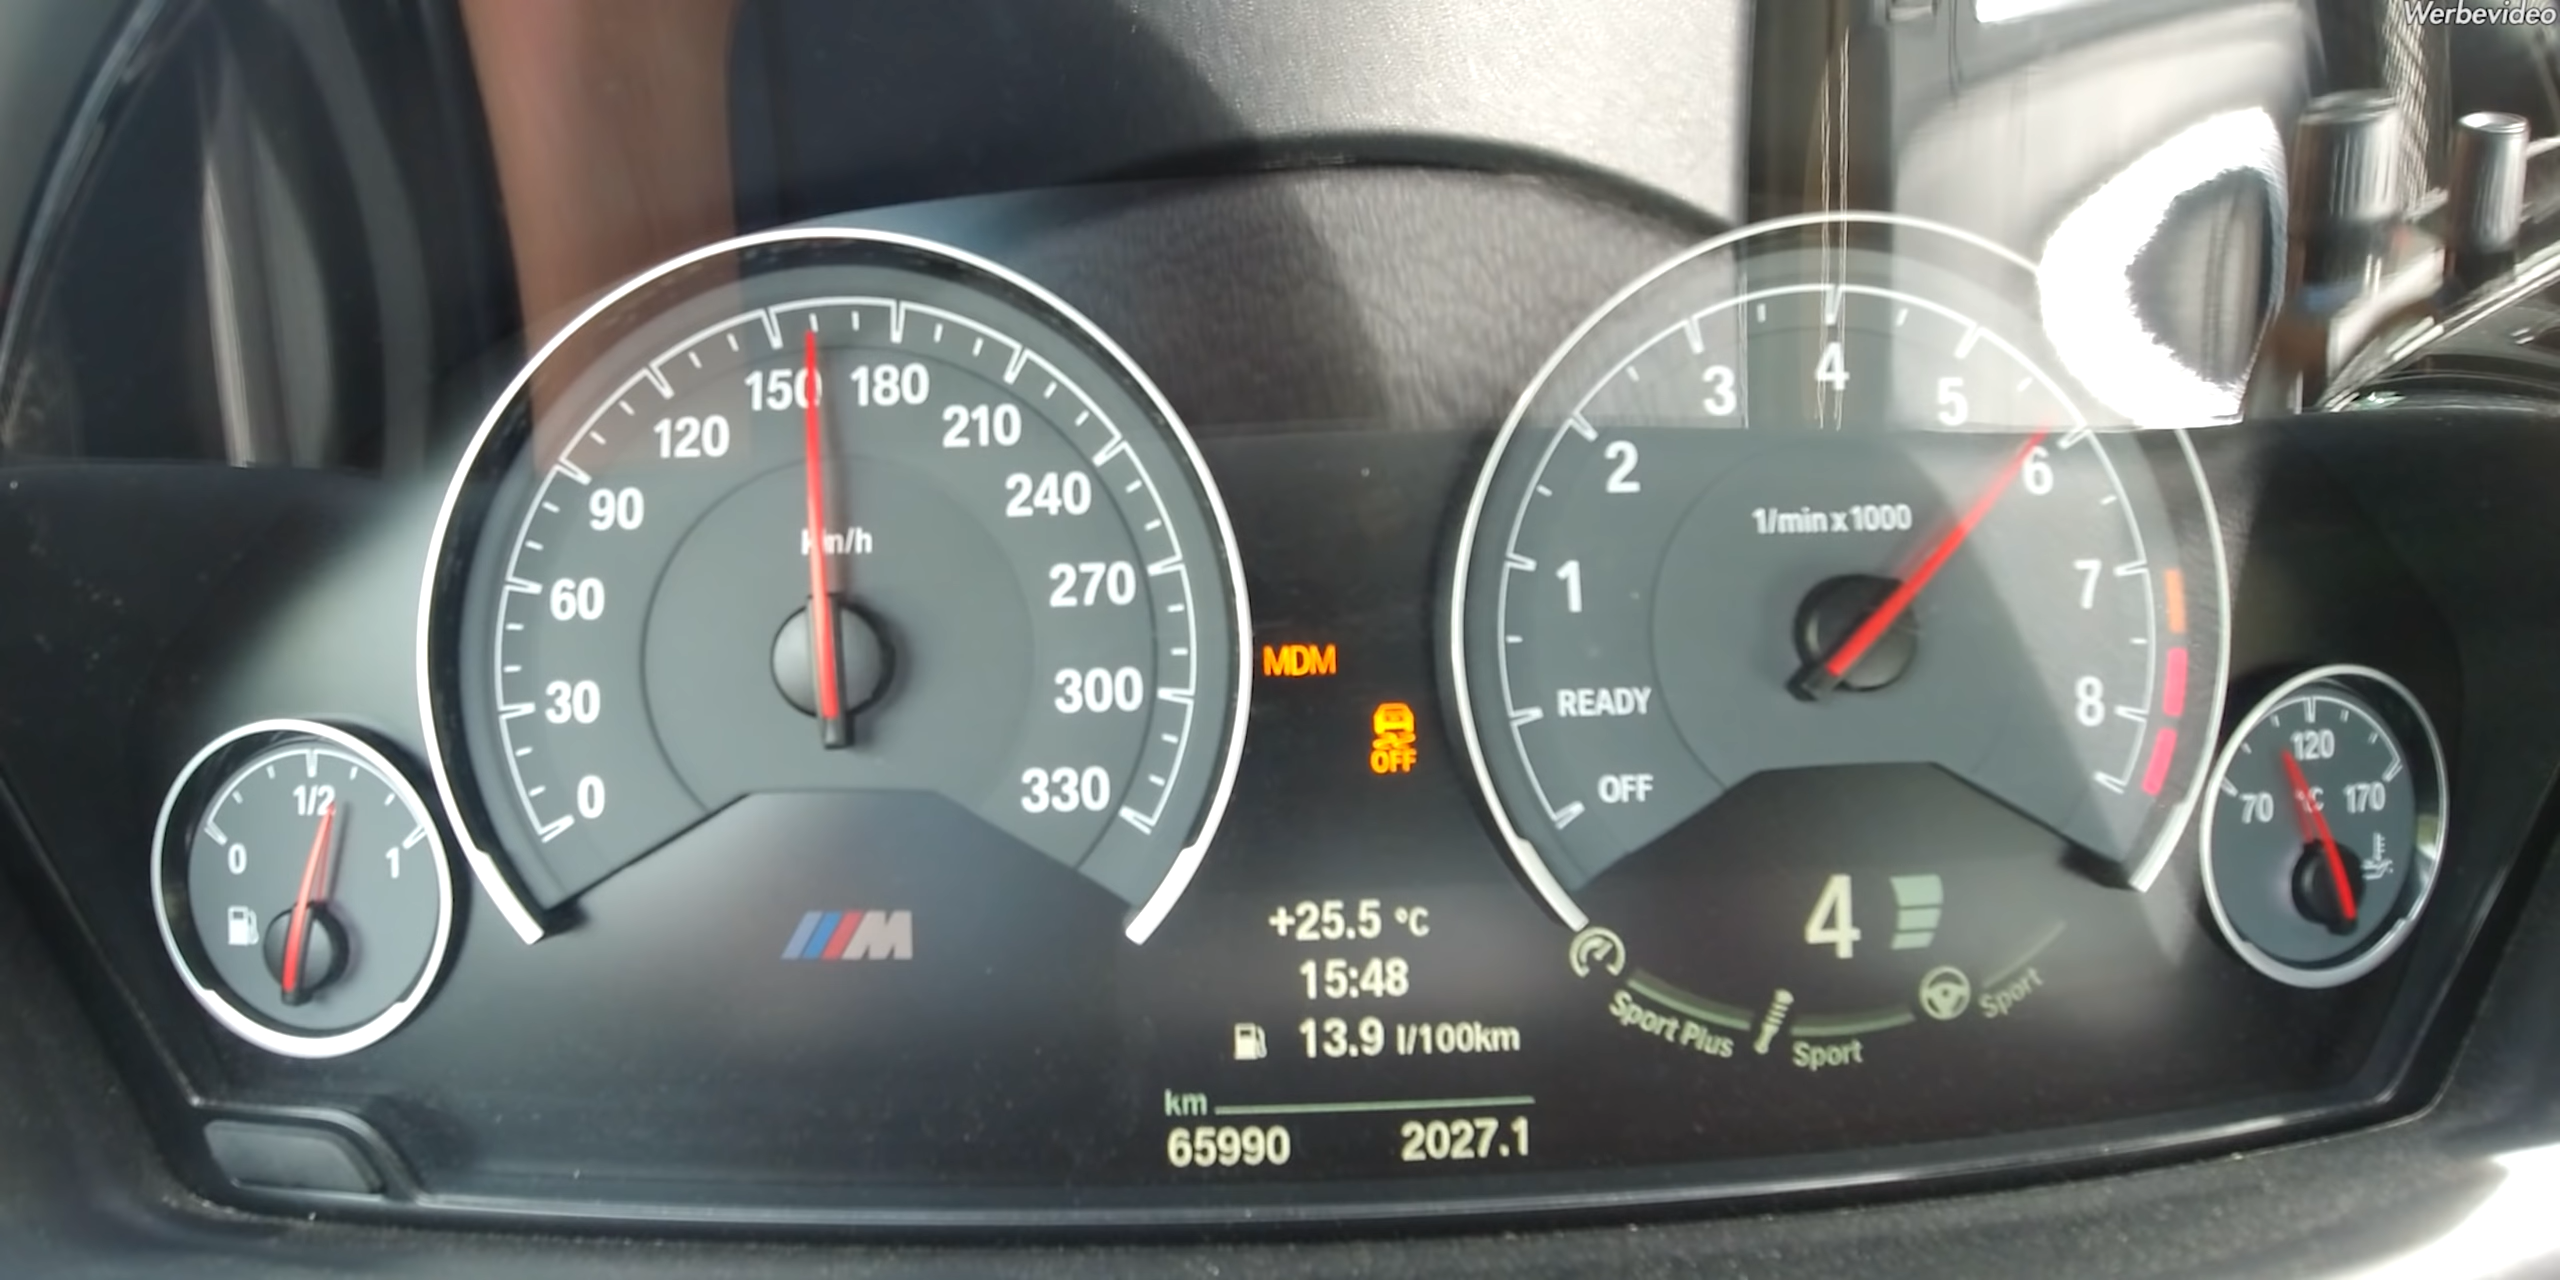 Werbevideo
0
30
60
90
120
150
180
210
240
270
300
330
Km/h
OFF
READY
1
2
3
4
5
6
7
8
1/min x 1000
0
1/2
1
70
120
170
°C
MDM
OFF
M
+25.5 °C
15:48
13.9 l/100km
km
65990 2027.1
4
Sport Plus
Sport
Sport